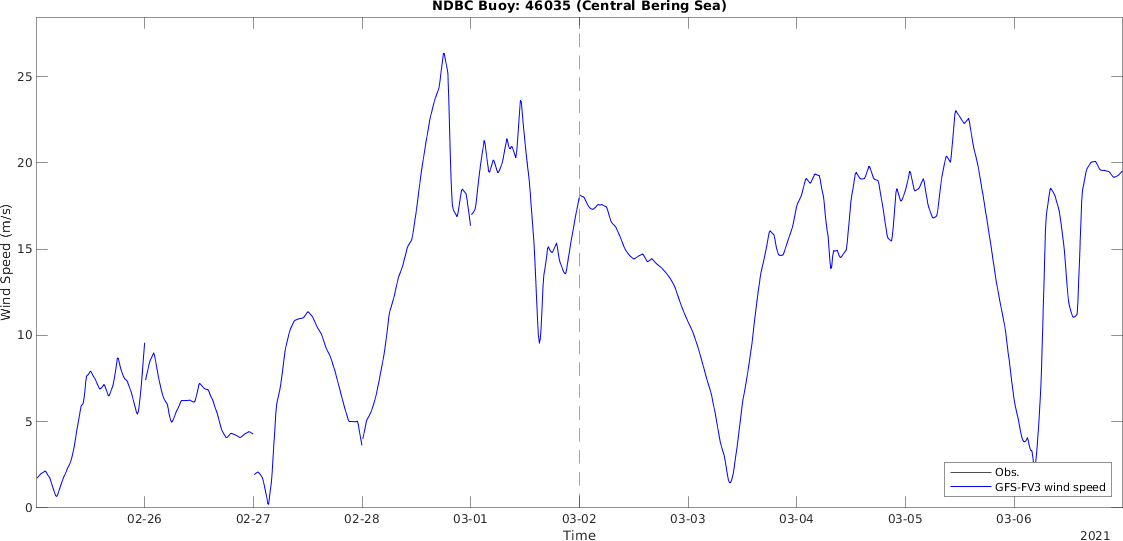 NDBC Buoy: 46035 (Central Bering Sea)
Wind Speed (m/s)
25
20
15
10
5
0
02-26 02-27 02-28 03-01 03-02 03-03 03-04 03-05 03-06
Time
2021
Obs.
GFS-FV3 wind speed